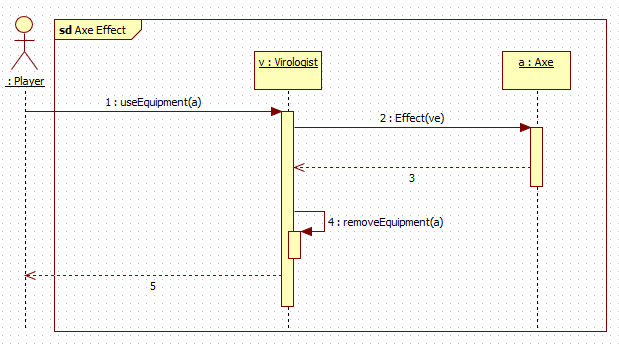 sd Axe Effect
: Player
v : Virologist
a : Axe
1 : useEquipment(a)
2 : Effect(ve)
3
4 : removeEquipment(a)
5